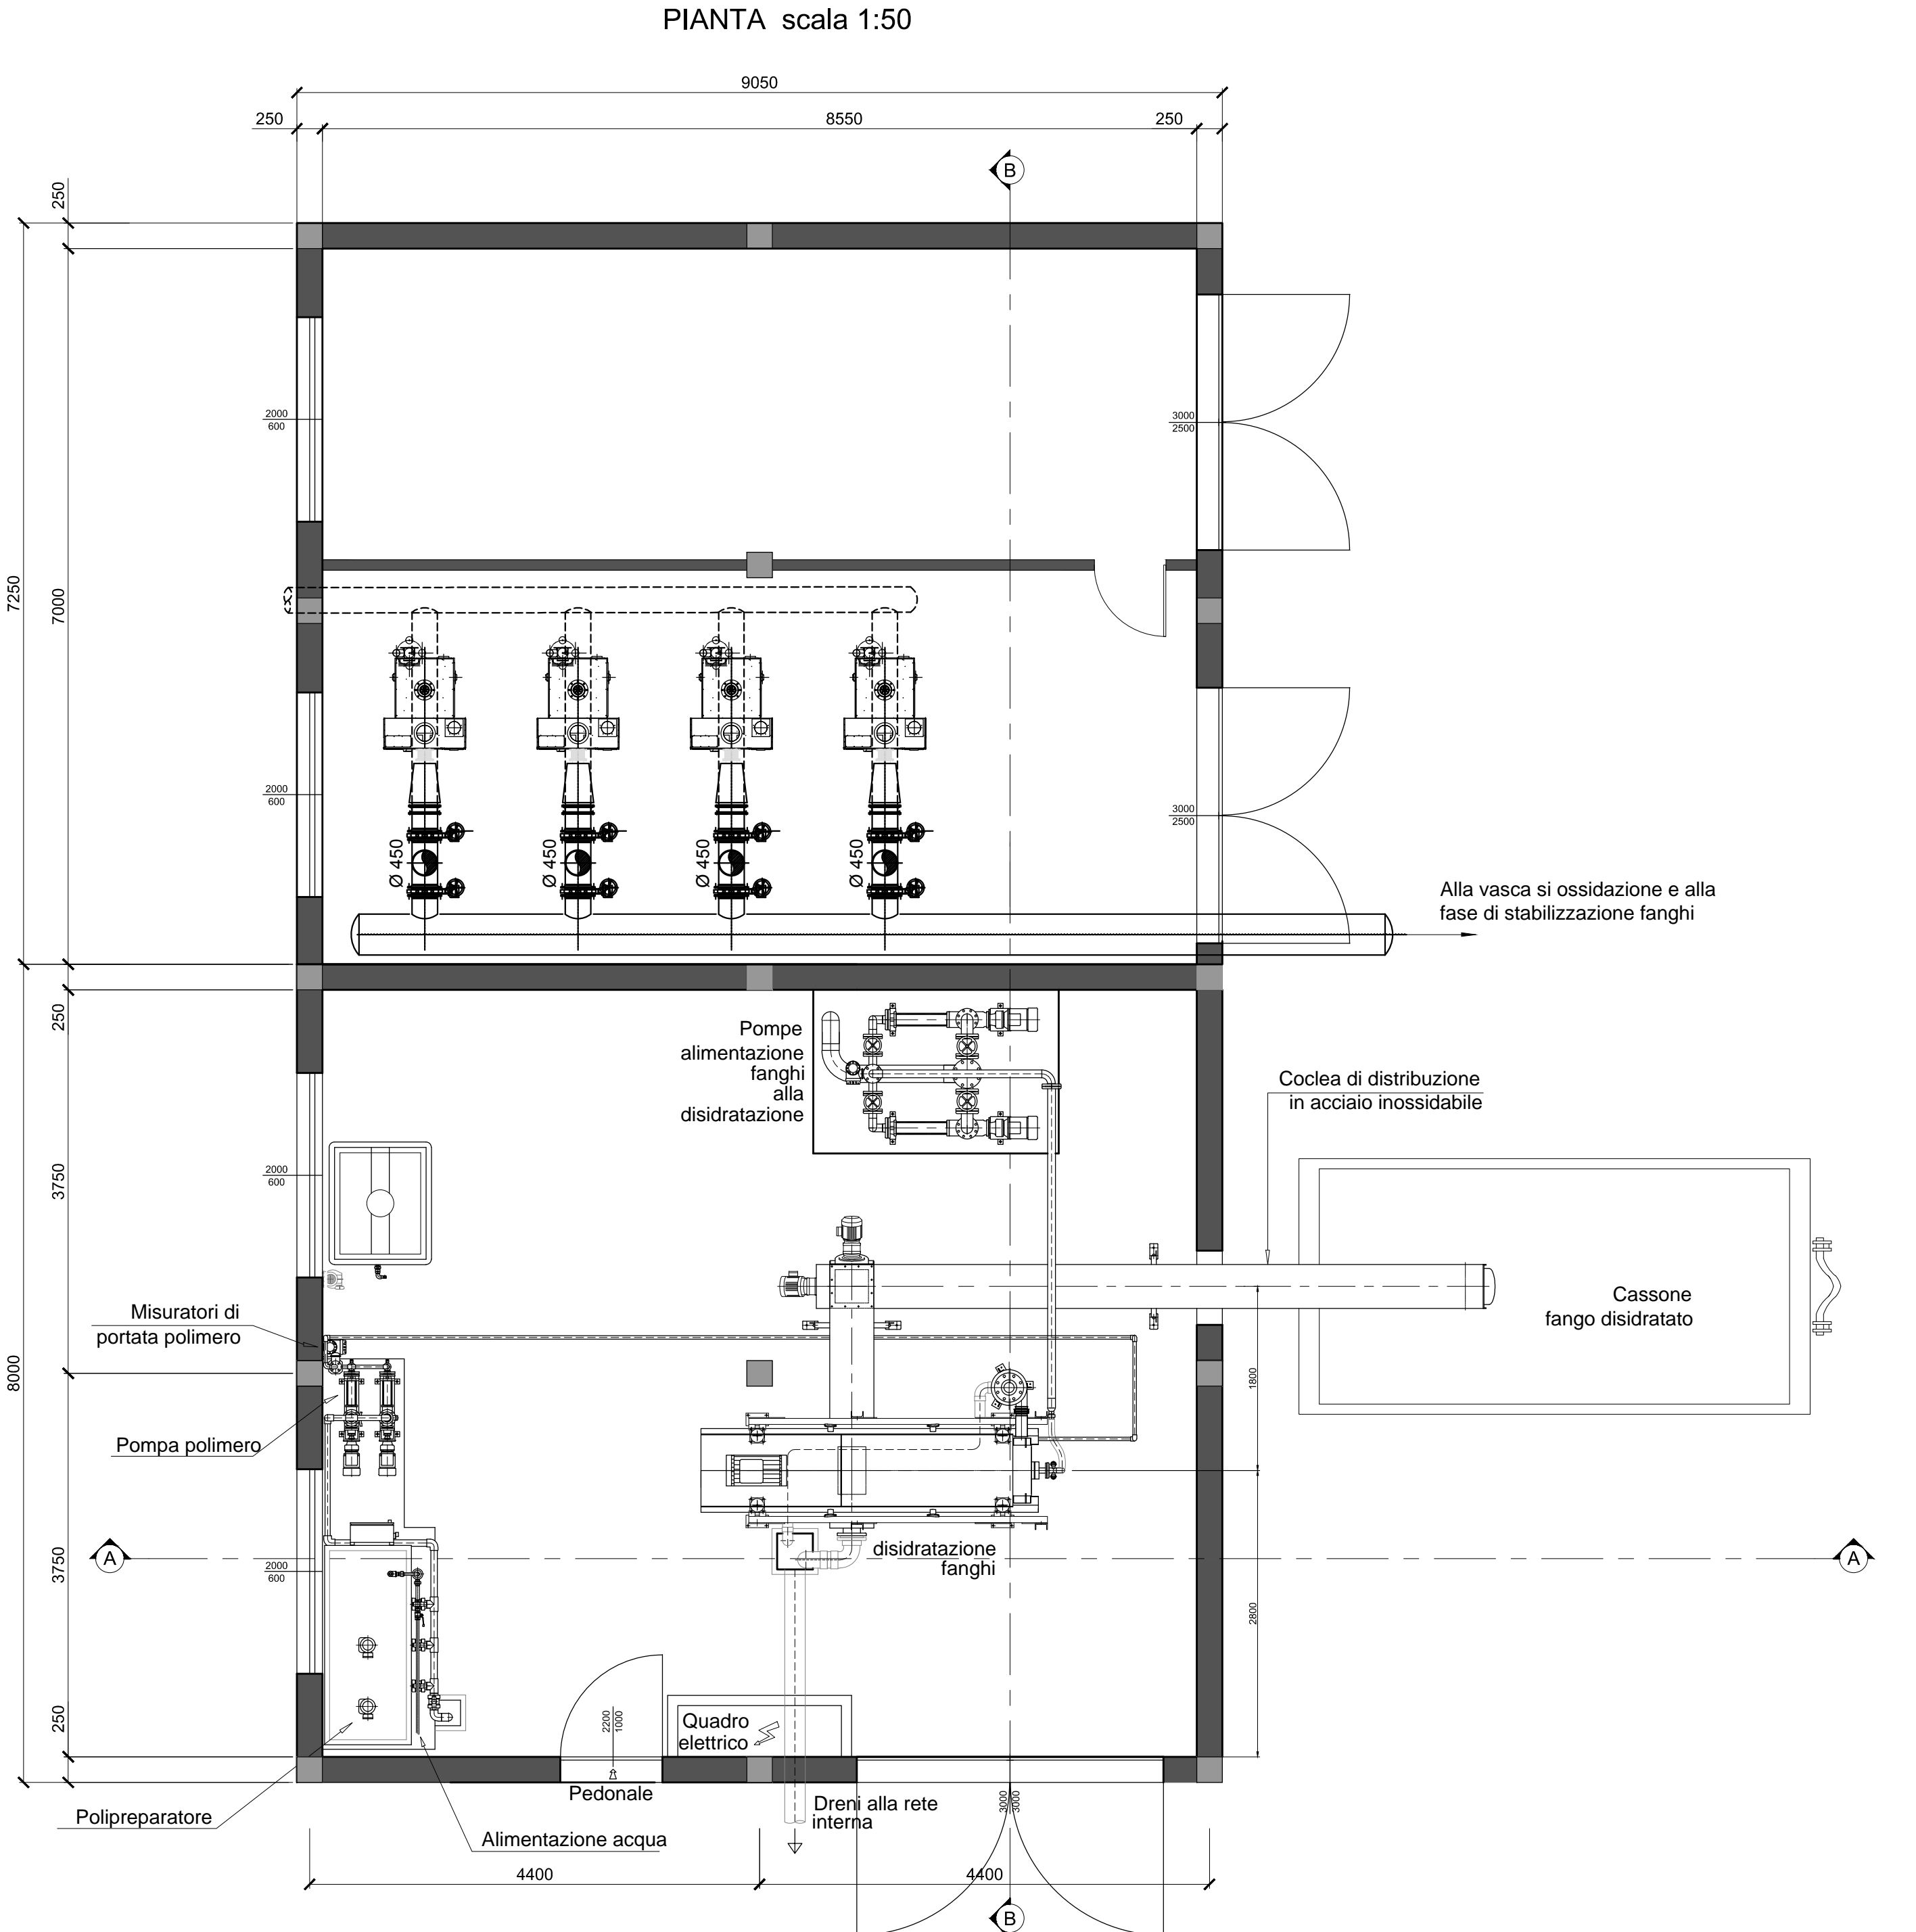 PIANTA scala 1:50
9050
250
8550
250
B
250
7250
7000
2000
600
3000
2500
2000
600
3000
2500
Ø 450
Ø 450
Ø 450
Ø 450
Alla vasca si ossidazione e alla
fase di stabilizzazione fanghi
250
Pompe
alimentazione
fanghi
alla
disidratazione
Coclea di distribuzione
in acciaio inossidabile
3750
2000
600
Cassone
fango disidratato
Misuratori di
portata polimero
8000
1800
Pompa polimero
A
3750
2000
600
disidratazione
fanghi
A
2800
250
2200
1000
Quadro
elettrico
Pedonale
Polipreparatore
Alimentazione acqua
Dreni alla rete
interna
3000
3000
4400
4400
B